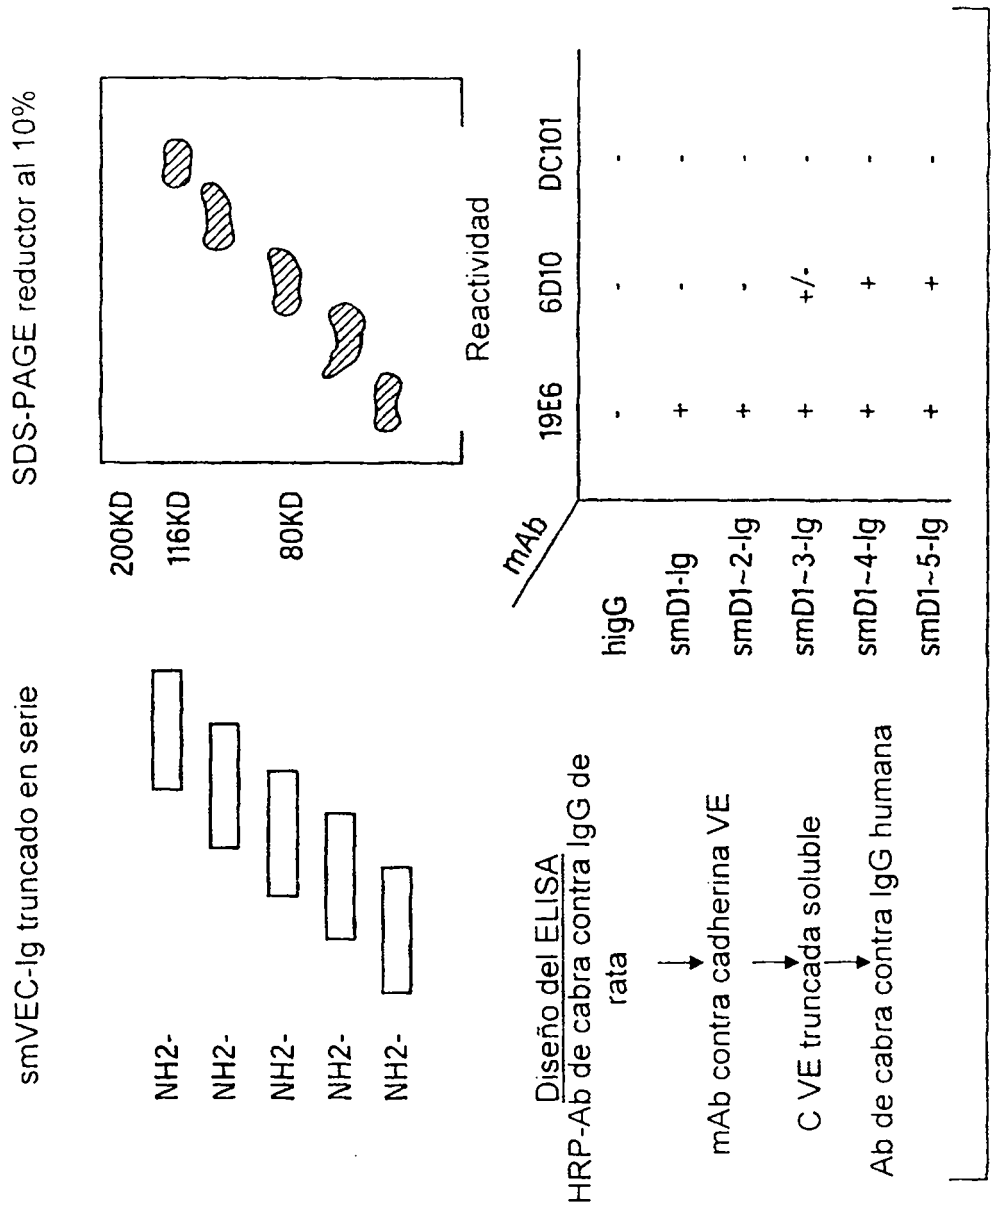 smVEC-Ig truncado en serie
NH2-
NH2-
NH2-
NH2-
NH2-
SDS-PAGE reductor al 10%
200KD
116KD
80KD
Diseño del ELISA
HRP-Ab de cabra contra IgG de
rata
mAb contra cadherina VE
C VE truncada soluble
Ab de cabra contra IgG humana
Reactividad
mAb 19E6 6D10 DC101
higG - - -
smD1-Ig + - -
smD1~2-Ig + - -
smD1~3-Ig + +/- -
smD1~4-Ig + + -
smD1~5-Ig + + -